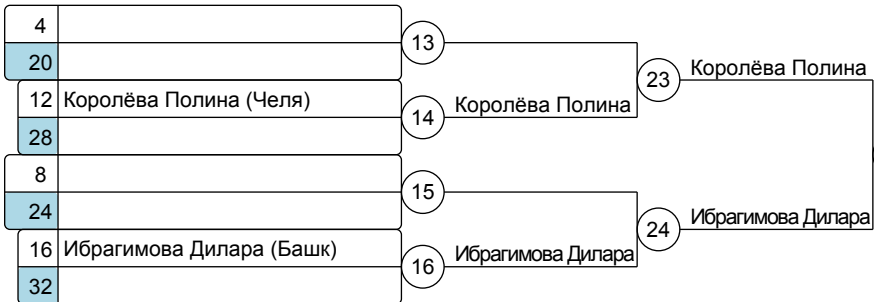 4
13
20
23 Королёва Полина
12 Королёва Полина (Челя)
14 Королёва Полина
28
8
15
24
24 Ибрагимова Дилара
16 Ибрагимова Дилара (Башк)
16 Ибрагимова Дилара
32